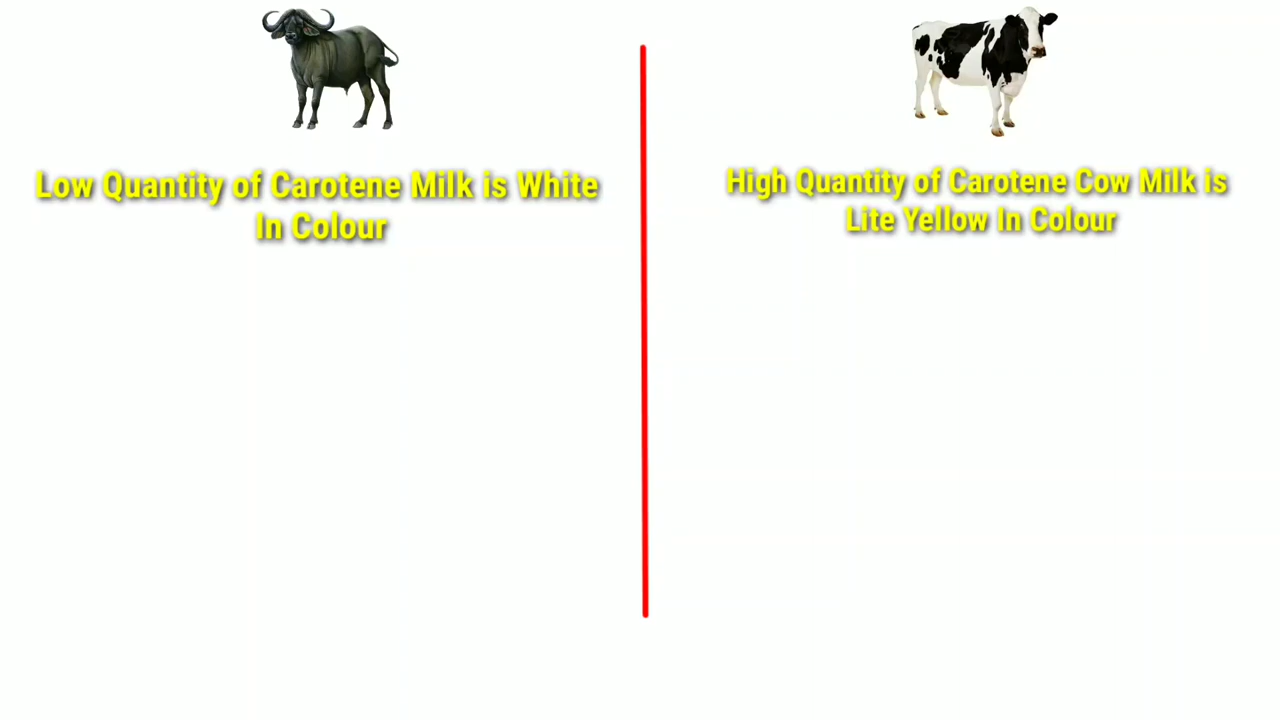 Low Quantity of Carotene Milk is White
In Colour
High Quantity of Carotene Cow Milk is
Lite Yellow In Colour